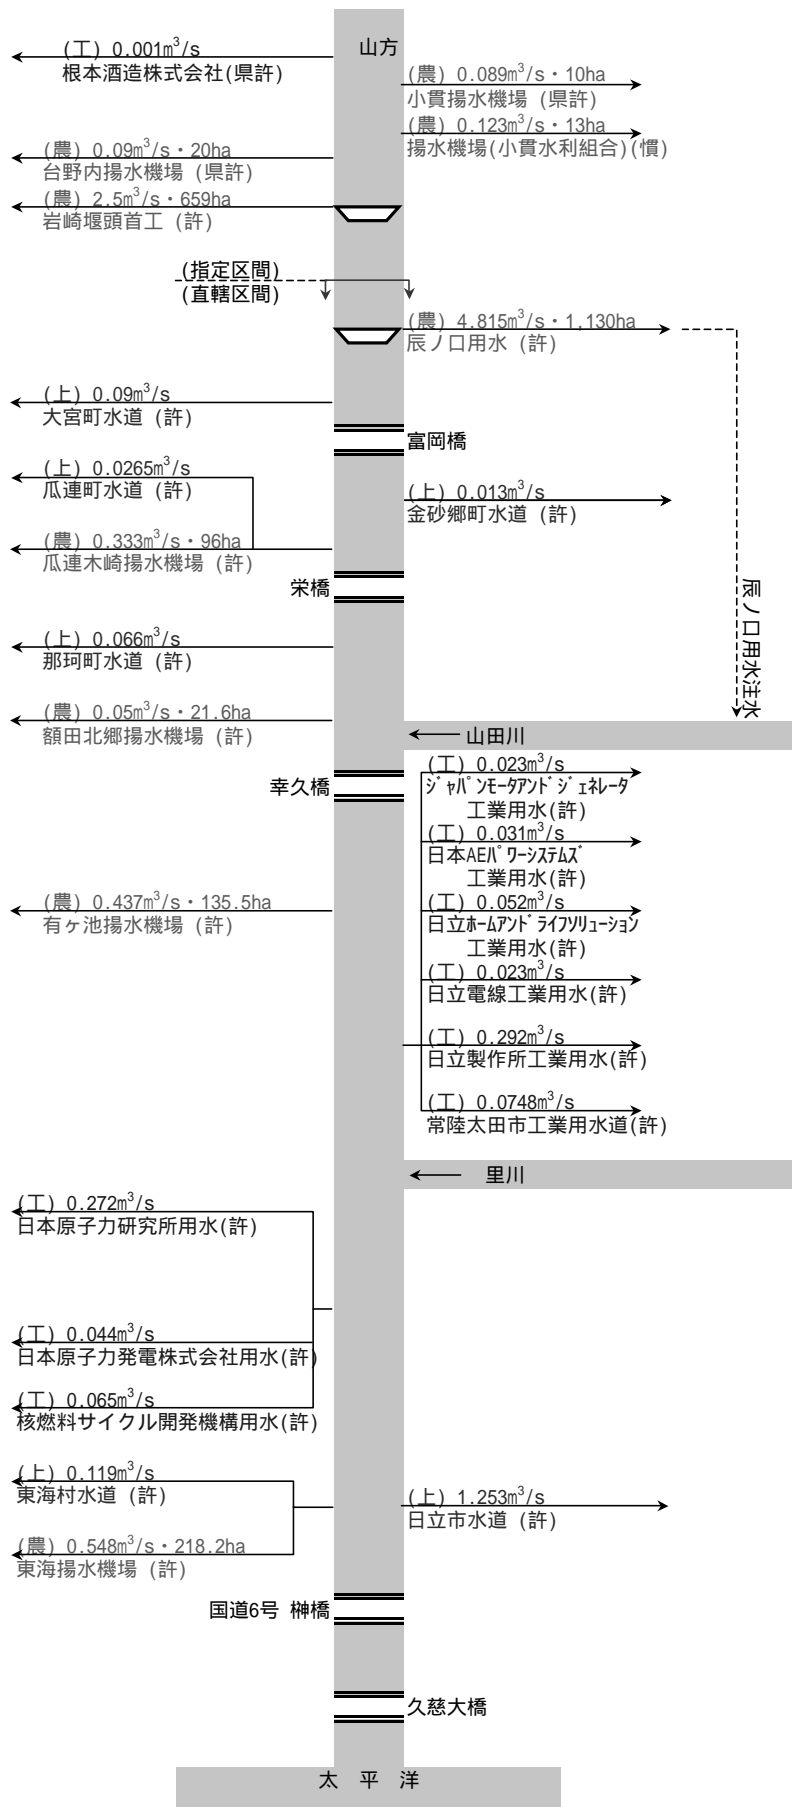 山方
(工) 0.001m³/s
根本酒造株式会社(県許)
(農) 0.089m³/s・10ha
小貫揚水機場 (県許)
(農) 0.123m³/s・13ha
揚水機場(小貫水利組合)(慣)
(農) 0.09m³/s・20ha
台野内揚水機場 (県許)
(農) 2.5m³/s・659ha
岩崎堰頭首工 (許)
(指定区間)
(直轄区間)
(農) 4.815m³/s・1,130ha
辰ノ口用水 (許)
(上) 0.09m³/s
大宮町水道 (許)
富岡橋
(上) 0.0265m³/s
瓜連町水道 (許)
(上) 0.013m³/s
金砂郷町水道 (許)
(農) 0.333m³/s・96ha
瓜連木崎揚水機場 (許)
栄橋
辰ノ口用水注水
(上) 0.066m³/s
那珂町水道 (許)
(農) 0.05m³/s・21.6ha
額田北郷揚水機場 (許)
山田川
幸久橋
(工) 0.023m³/s
ｼﾞｬﾊﾟﾝﾓｰﾀｱﾝﾄﾞｼﾞｪﾈﾚｰﾀ
工業用水(許)
(工) 0.031m³/s
日本AEﾊﾟﾜｰｼｽﾃﾑｽﾞ
工業用水(許)
(農) 0.437m³/s・135.5ha
有ヶ池揚水機場 (許)
(工) 0.052m³/s
日立ﾎｰﾑｱﾝﾄﾞﾗｲﾌｿﾘｭｰｼｮﾝ
工業用水(許)
(工) 0.023m³/s
日立電線工業用水(許)
(工) 0.292m³/s
日立製作所工業用水(許)
(工) 0.0748m³/s
常陸太田市工業用水道(許)
里川
(工) 0.272m³/s
日本原子力研究所用水(許)
(工) 0.044m³/s
日本原子力発電株式会社用水(許)
(工) 0.065m³/s
核燃料サイクル開発機構用水(許)
(上) 0.119m³/s
東海村水道 (許)
(上) 1.253m³/s
日立市水道 (許)
(農) 0.548m³/s・218.2ha
東海揚水機場 (許)
国道6号 榊橋
久慈大橋
太 平 洋